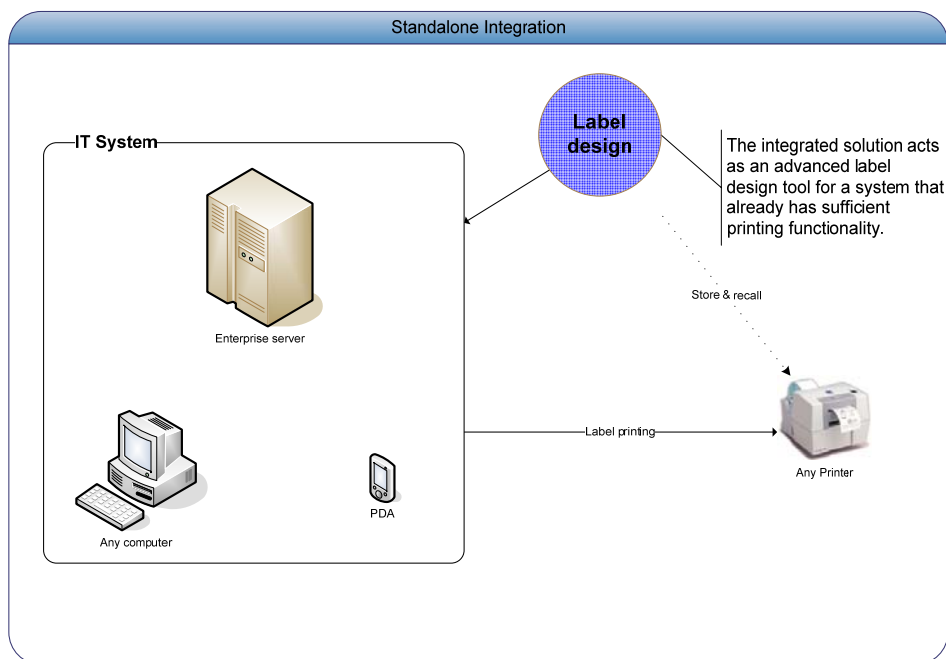 Standalone Integration
IT System
Label
design
The integrated solution acts
as an advanced label
design tool for a system that
already has sufficient
printing functionality.
Enterprise server
Store & recall
Label printing
Any Printer
PDA
Any computer